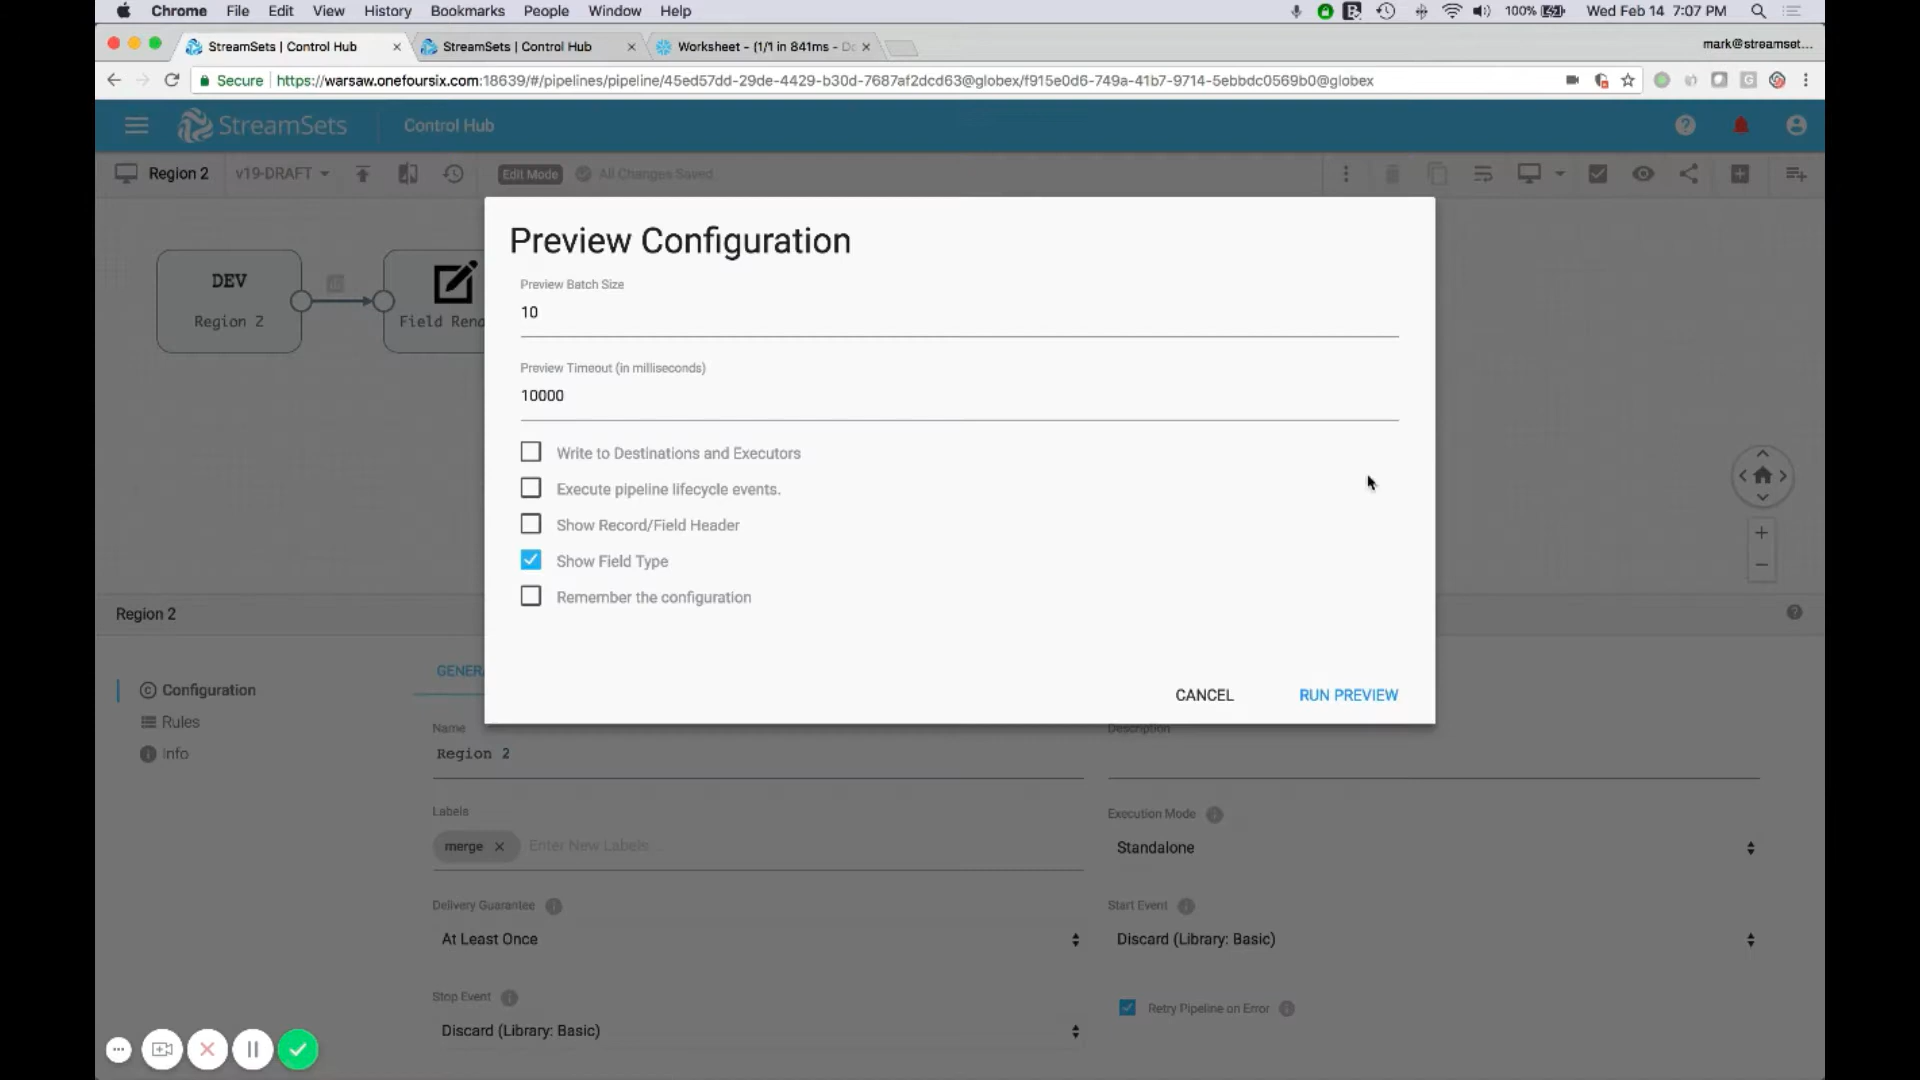 Chrome File Edit View History Bookmarks People Window Help 100% Wed Feb 14 7:07 PM
StreamSets | Control Hub StreamSets | Control Hub Worksheet - (1/1 in 841ms - mark@streamset...
Secure https://warsaw.onefoursix.com:18639/#/pipelines/pipeline/45ed57dd-29de-4429-b30d-7687af2dcd63@globex/f915e0d6-749a-41b7-9714-5ebbdc0569b0@globex
StreamSets Control Hub
Region 2 v19-DRAFT Edit Mode All Changes Saved.
Preview Configuration
Preview Batch Size
10
DEV
Region 2
Field Rena
Preview Timeout (in milliseconds)
10000
Write to Destinations and Executors
Execute pipeline lifecycle events.
Show Record/Field Header
Show Field Type
Remember the configuration
CANCEL RUN PREVIEW
Region 2
Configuration
Rules
Info
GENERA
Name
Region 2
Description
Labels
merge Enter New Labels...
Execution Mode
Standalone
Delivery Guarantee
At Least Once
Start Event
Discard (Library: Basic)
Stop Event
Discard (Library: Basic)
Retry Pipeline on Error